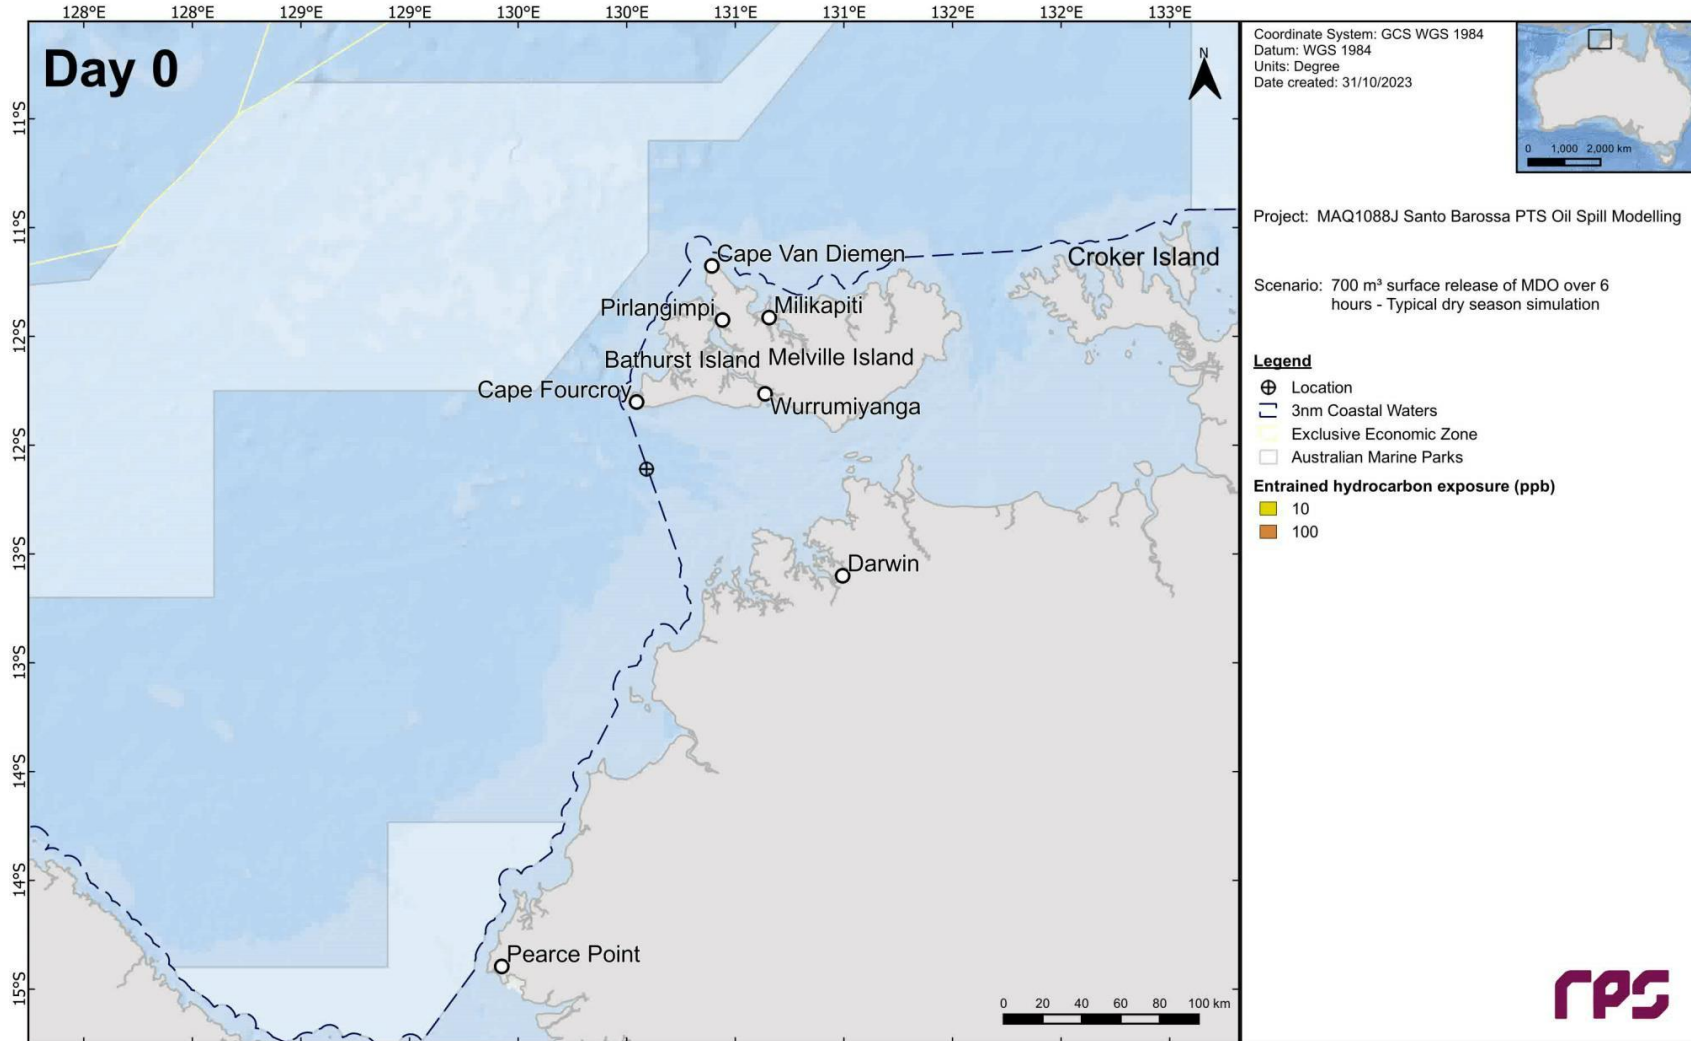 128°E 128°E 129°E 129°E 130°E 130°E 131°E 131°E 132°E 132°E 133°E
Day 0
N
11°S
11°S
12°S
12°S
13°S
13°S
14°S
14°S
15°S
Cape Van Diemen
Croker Island
Pirlangimpi
Milikapiti
Bathurst Island
Melville Island
Cape Fourcroy
Wurrumiyanga
Darwin
Pearce Point
0 20 40 60 80 100 km
Coordinate System: GCS WGS 1984
Datum: WGS 1984
Units: Degree
Date created: 31/10/2023
0 1,000 2,000 km
Project: MAQ1088J Santo Barossa PTS Oil Spill Modelling
Scenario: 700 m³ surface release of MDO over 6
hours - Typical dry season simulation
Legend
Location
3nm Coastal Waters
Exclusive Economic Zone
Australian Marine Parks
Entrained hydrocarbon exposure (ppb)
10
100
rps